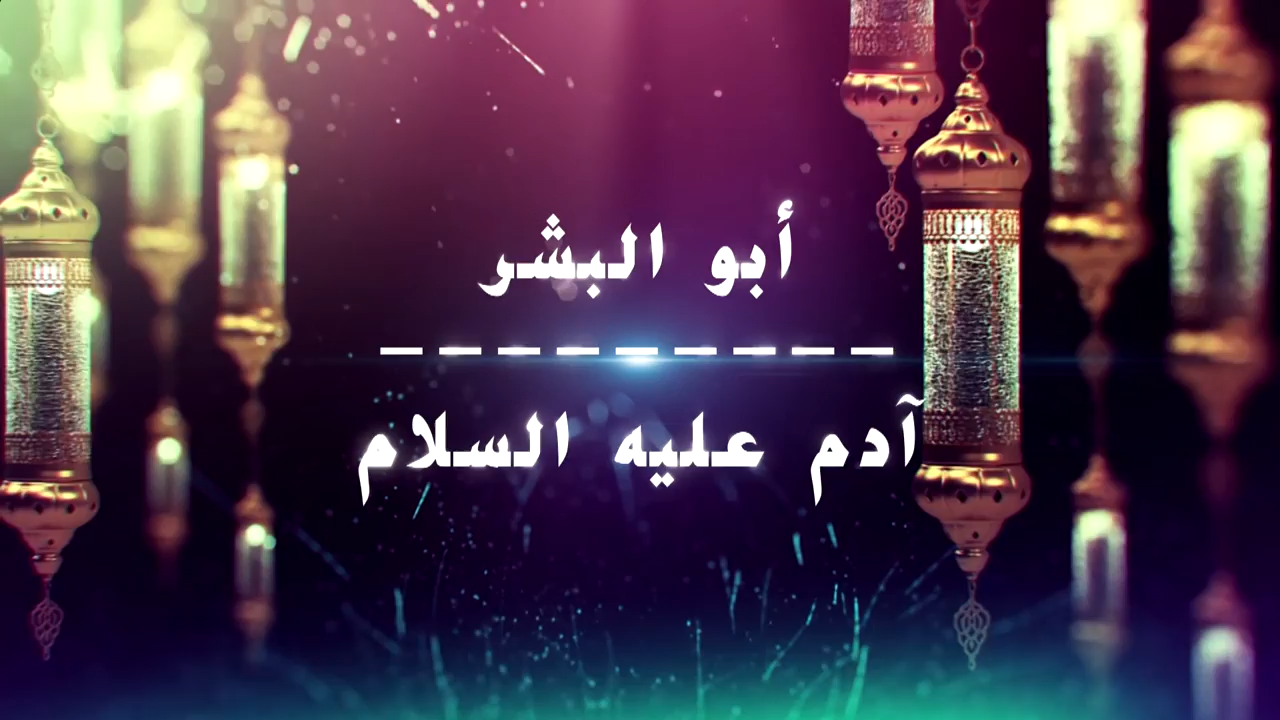 أبو البشر
_ _ _ _ _ _ _ _ _
آدم عليه السلام